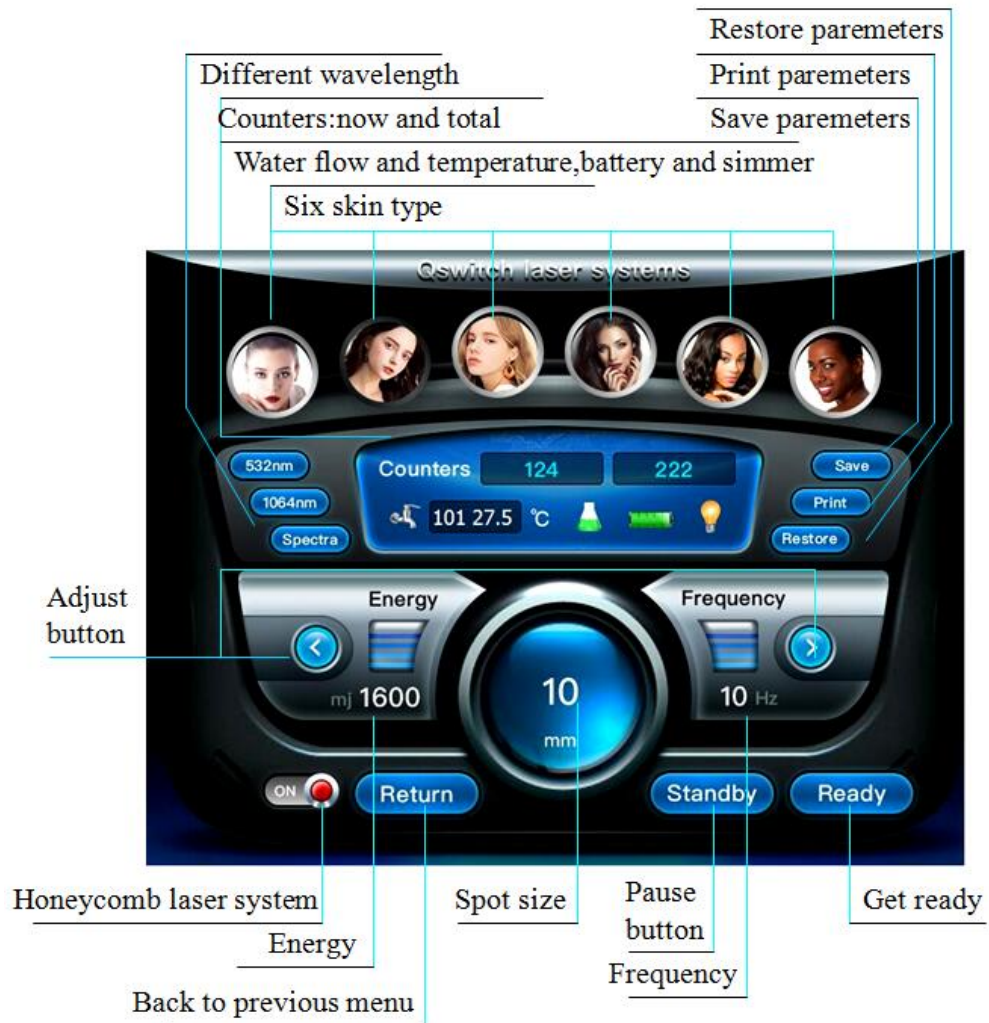 Restore paremeters
Different wavelength
Print paremeters
Counters:now and total
Save paremeters
Water flow and temperature,battery and simmer
Six skin type
Qswitch laser systems
532nm
1064nm
Spectra
Counters 124 222
101 27.5 ℃
Save
Print
Restore
Adjust
button
Energy
mj 1600
10
mm
Frequency
10 Hz
ON
Return
Standby
Ready
Honeycomb laser system
Energy
Back to previous menu
Spot size
Pause
button
Frequency
Get ready